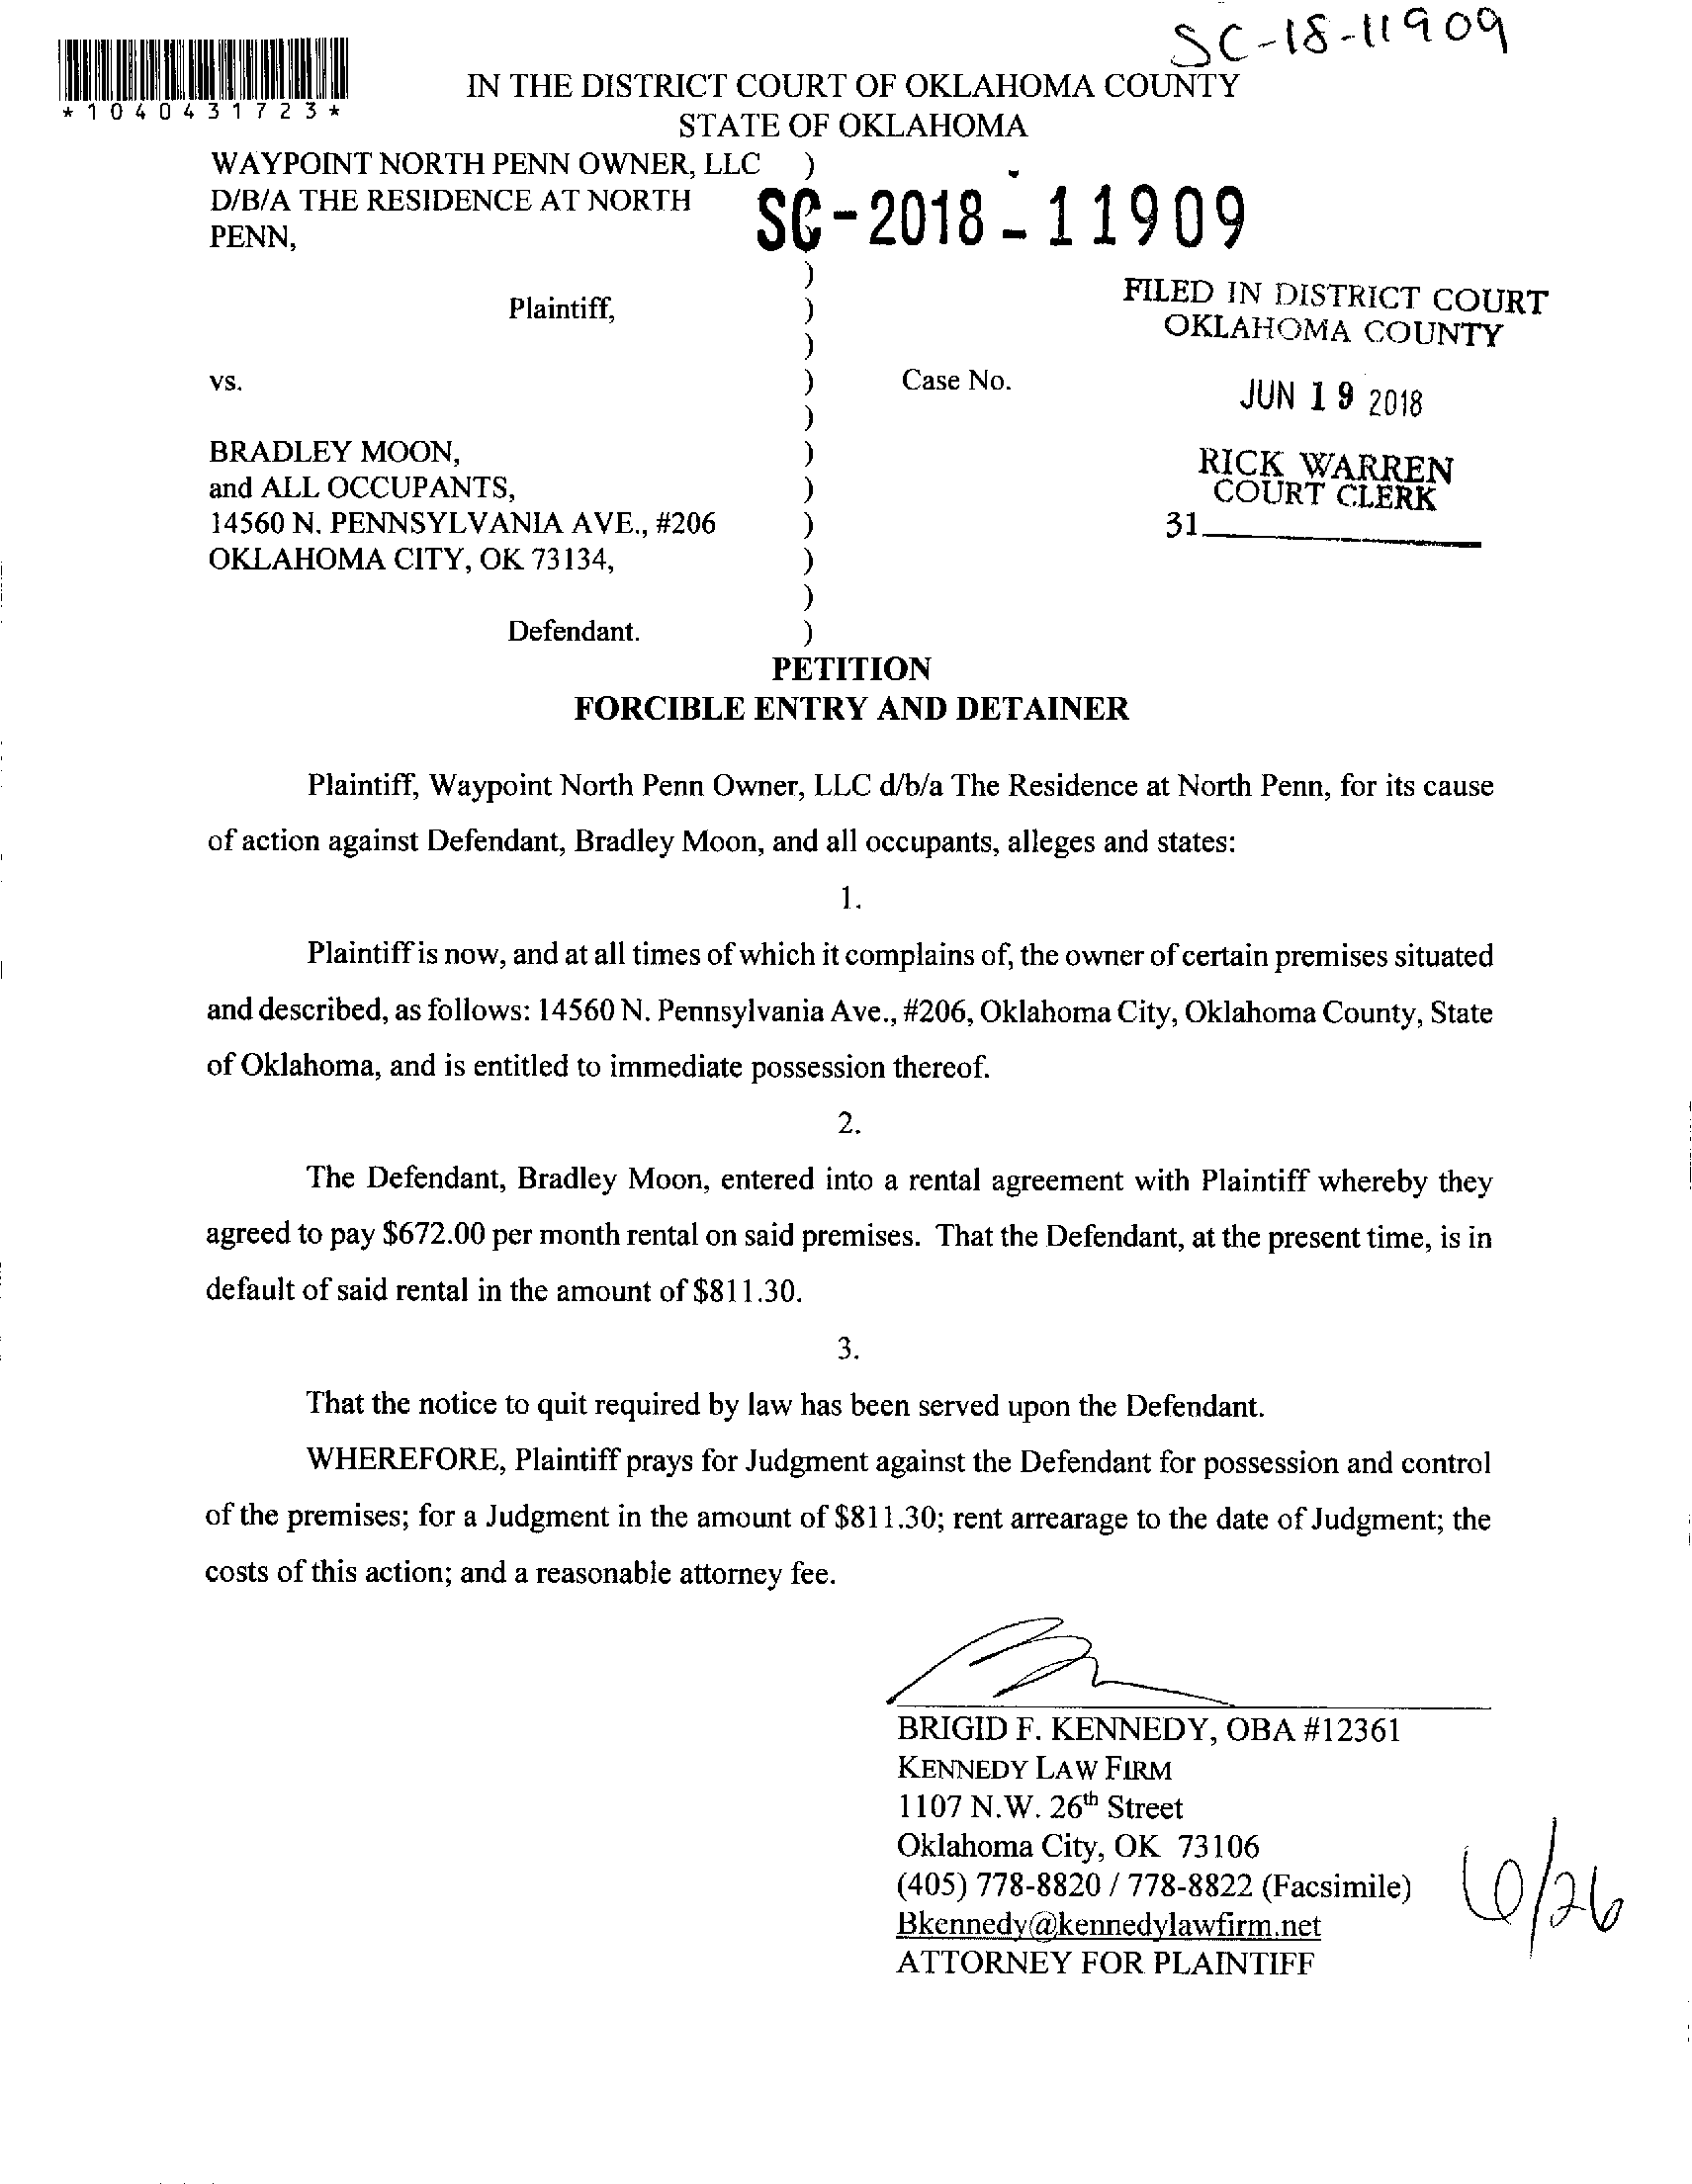 SC-18-11909
*1040431723*
IN THE DISTRICT COURT OF OKLAHOMA COUNTY
STATE OF OKLAHOMA
WAYPOINT NORTH PENN OWNER, LLC )
D/B/A THE RESIDENCE AT NORTH
PENN,
SC-2018-11909
)
Plaintiff, )
)
vs. ) Case No.
)
BRADLEY MOON, )
and ALL OCCUPANTS, )
14560 N. PENNSYLVANIA AVE., #206 )
OKLAHOMA CITY, OK 73134, )
)
Defendant. )
FILED IN DISTRICT COURT
OKLAHOMA COUNTY
JUN 19 2018
RICK WARREN
COURT CLERK
31
PETITION
FORCIBLE ENTRY AND DETAINER
Plaintiff, Waypoint North Penn Owner, LLC d/b/a The Residence at North Penn, for its cause
of action against Defendant, Bradley Moon, and all occupants, alleges and states:
1.
Plaintiff is now, and at all times of which it complains of, the owner of certain premises situated
and described, as follows: 14560 N. Pennsylvania Ave., #206, Oklahoma City, Oklahoma County, State
of Oklahoma, and is entitled to immediate possession thereof.
2.
The Defendant, Bradley Moon, entered into a rental agreement with Plaintiff whereby they
agreed to pay $672.00 per month rental on said premises. That the Defendant, at the present time, is in
default of said rental in the amount of $811.30.
3.
That the notice to quit required by law has been served upon the Defendant.
WHEREFORE, Plaintiff prays for Judgment against the Defendant for possession and control
of the premises; for a Judgment in the amount of $811.30; rent arrearage to the date of Judgment; the
costs of this action; and a reasonable attorney fee.
BRIGID F. KENNEDY, OBA #12361
KENNEDY LAW FIRM
1107 N.W. 26th Street
Oklahoma City, OK 73106
(405) 778-8820 / 778-8822 (Facsimile)
Bkennedy@kennedylawfirm.net
ATTORNEY FOR PLAINTIFF
6/26